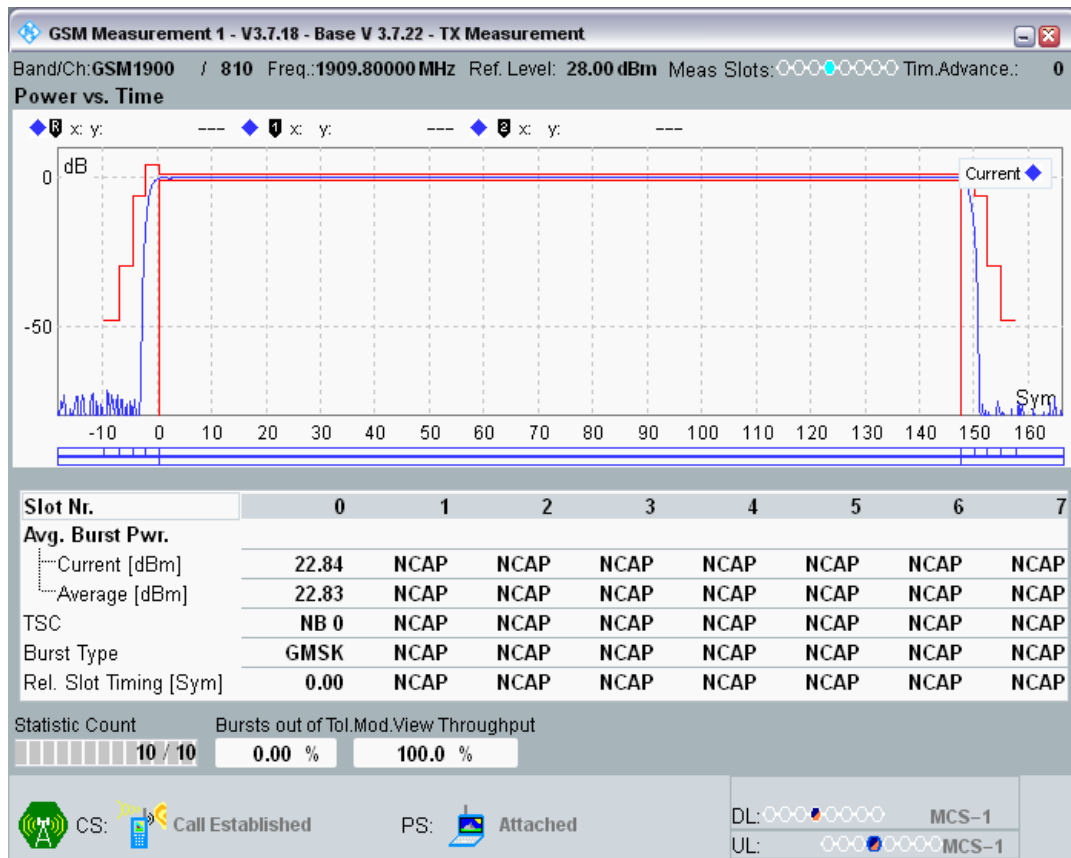 GSM Measurement 1 - V3.7.18 - Base V 3.7.22 - TX Measurement
Band/Ch:GSM1900 / 810 Freq.:1909.80000 MHz Ref. Level: 28.00 dBm Meas Slots: Tim.Advance.: 0
Power vs. Time
R x: y: --- 1 x: y: --- 2 x: y: ---
dB
0
Current
-50
Sym
-10 0 10 20 30 40 50 60 70 80 90 100 110 120 130 140 150 160
Slot Nr. 0 1 2 3 4 5 6 7
Avg. Burst Pwr.
Current [dBm] 22.84 NCAP NCAP NCAP NCAP NCAP NCAP NCAP
Average [dBm] 22.83 NCAP NCAP NCAP NCAP NCAP NCAP NCAP
TSC NB 0 NCAP NCAP NCAP NCAP NCAP NCAP NCAP
Burst Type GMSK NCAP NCAP NCAP NCAP NCAP NCAP NCAP
Rel. Slot Timing [Sym] 0.00 NCAP NCAP NCAP NCAP NCAP NCAP NCAP
Statistic Count Bursts out of Tol.Mod.View Throughput
10 / 10 0.00 % 100.0 %
CS: Call Established PS: Attached DL: MCS-1
UL: MCS-1